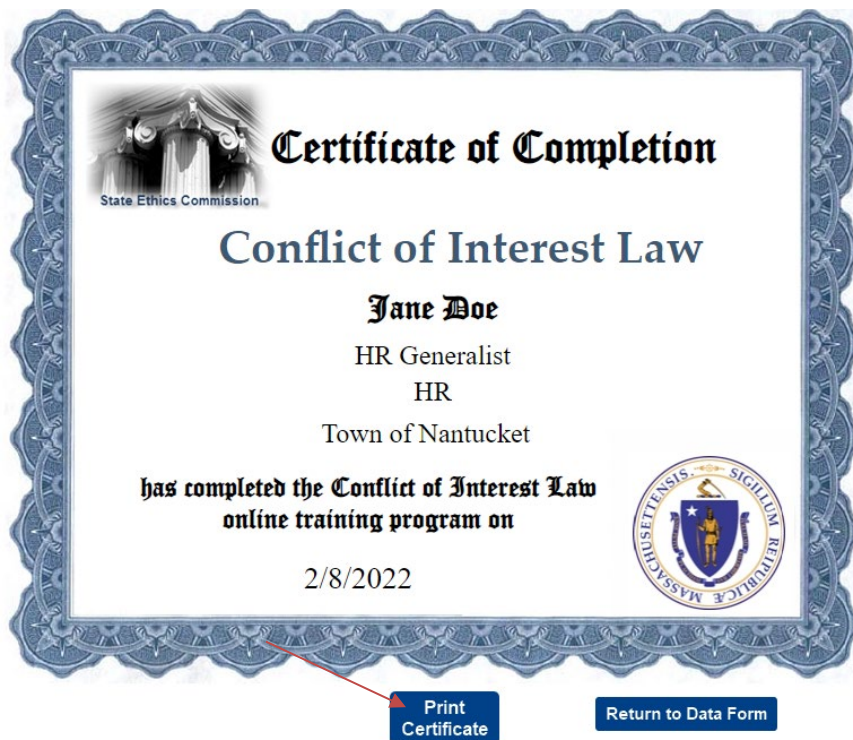 Certificate of Completion
State Ethics Commission
Conflict of Interest Law
Jane Doe
HR Generalist
HR
Town of Nantucket
has completed the Conflict of Interest Law
online training program on
2/8/2022
SIGILLUM REIPUBLICÆ MASSACHUSETTENSIS.
Print
Certificate
Return to Data Form